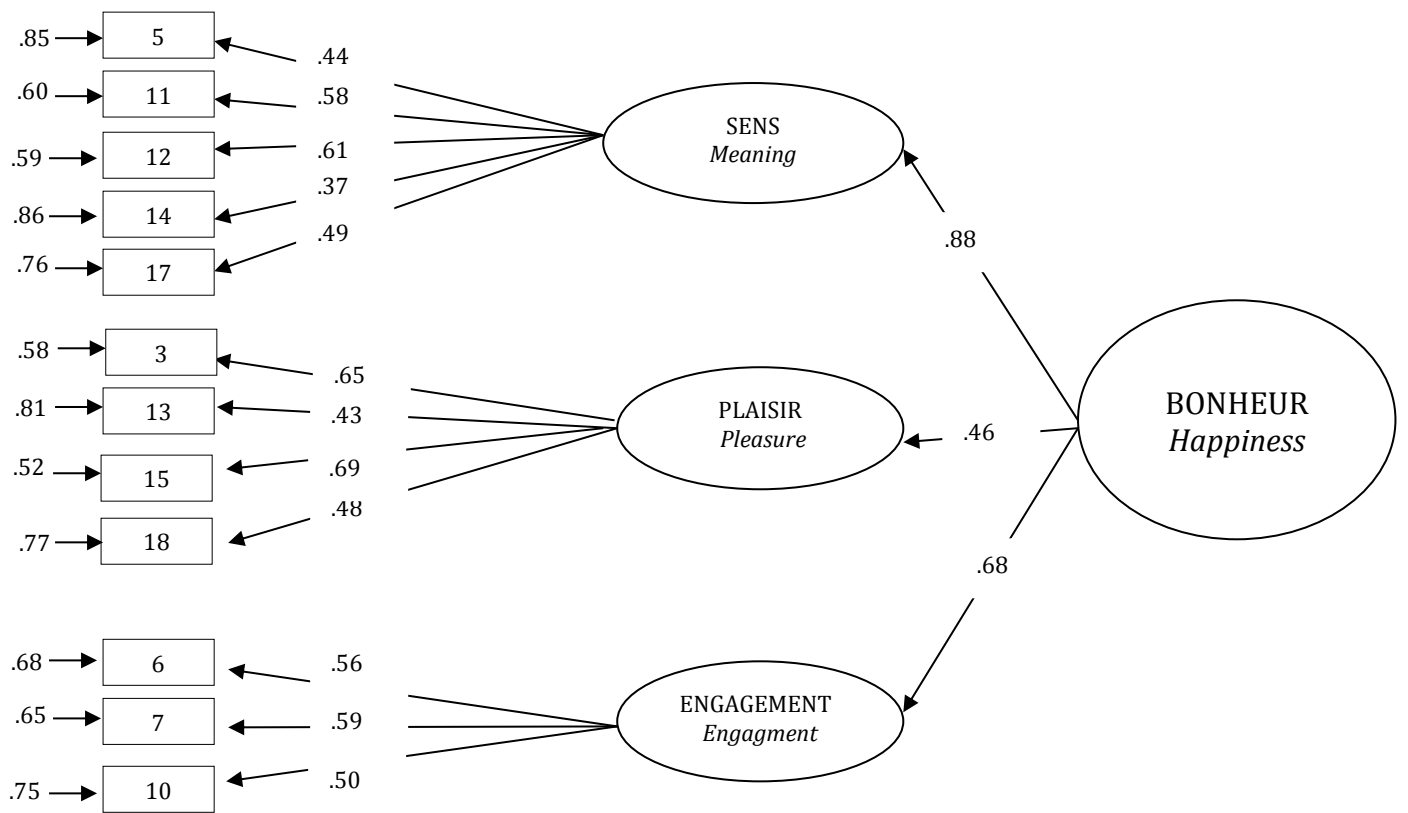 .85 5 .44
.60 11 .58
.59 12 .61
.86 14 .37
.76 17 .49
SENS
Meaning
.88
.58 3 .65
.81 13 .43
.52 15 .69
.77 18 .48
PLAISIR
Pleasure
.46
BONHEUR
Happiness
.68
.68 6 .56
.65 7 .59
.75 10 .50
ENGAGEMENT
Engagment